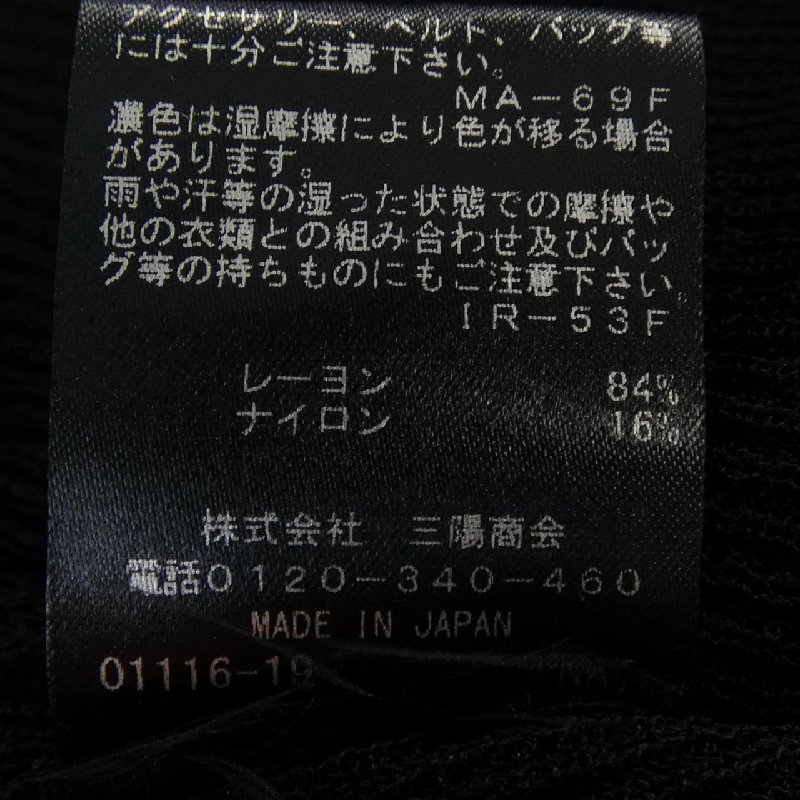 アクセサリー、ベルト、バッグ等
には十分ご注意下さい。
MA-69F
濃色は湿摩擦により色が移る場合
があります。
雨や汗等の湿った状態での摩擦や
他の衣類との組み合わせ及びバッ
グ等の持ちものにもご注意下さい。
IR-53F
レーヨン 84%
ナイロン 16%
株式会社 三陽商会
電話0120-340-460
MADE IN JAPAN
01116-19